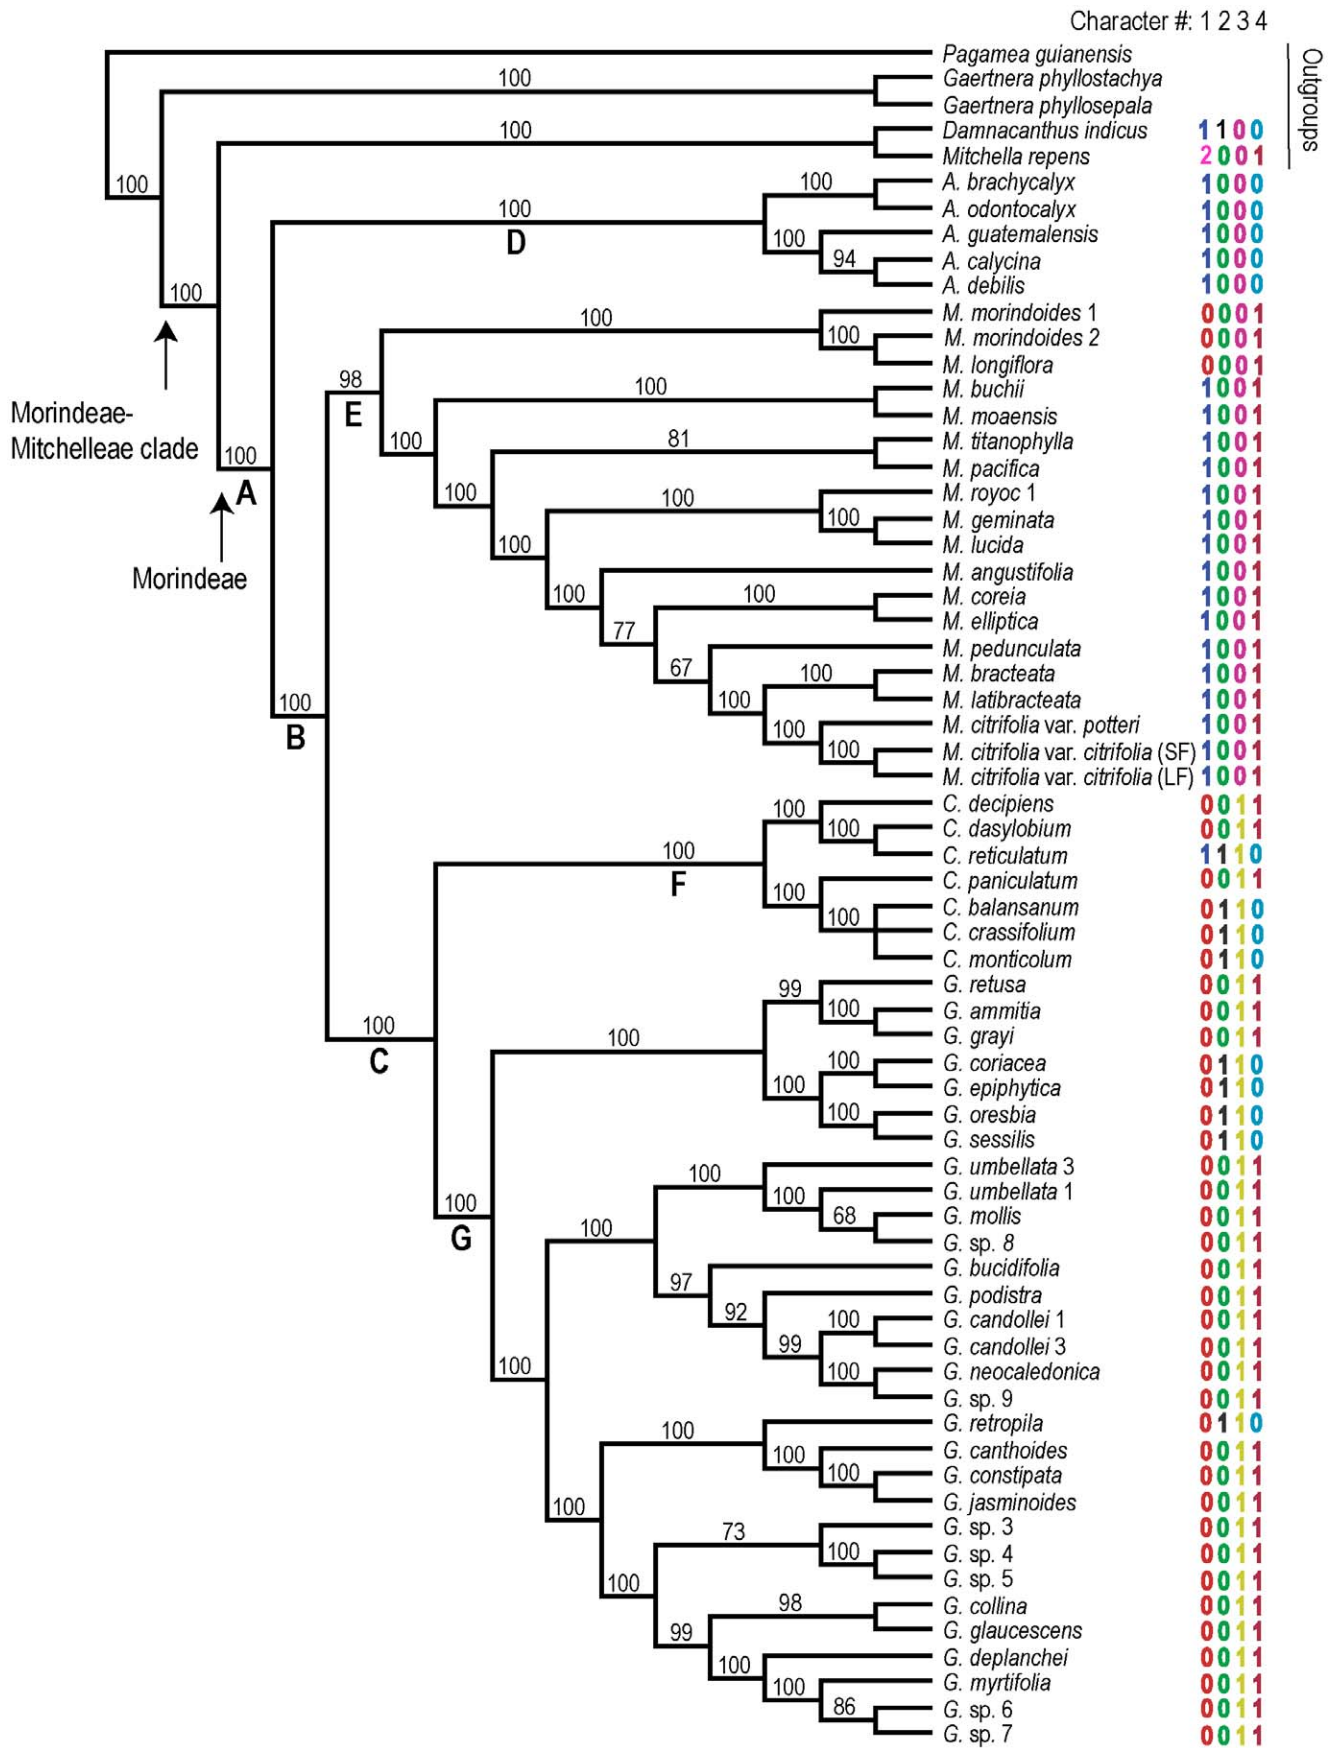 Character #: 1 2 3 4
Outgroups
Pagamea guianensis
100
Gaertnera phyllostachya
Gaertnera phyllosepala
100
Damnacanthus indicus 1 1 0 0
Mitchella repens 2 0 0 1
100
100
A. brachycalyx 1 0 0 0
100
A. odontocalyx 1 0 0 0
D
100
A. guatemalensis 1 0 0 0
94
A. calycina 1 0 0 0
A. debilis 1 0 0 0
100
100
M. morindoides 1 0 0 0 1
100
M. morindoides 2 0 0 0 1
M. longiflora 0 0 0 1
98
E
100
M. buchii 1 0 0 1
M. moaensis 1 0 0 1
Morindeae-
Mitchelleae clade
100
81
M. titanophylla 1 0 0 1
M. pacifica 1 0 0 1
100
A
100
100
M. royoc 1 1 0 0 1
100
M. geminata 1 0 0 1
M. lucida 1 0 0 1
100
Morindeae
M. angustifolia 1 0 0 1
100
100
M. coreia 1 0 0 1
M. elliptica 1 0 0 1
77
M. pedunculata 1 0 0 1
67
100
M. bracteata 1 0 0 1
M. latibracteata 1 0 0 1
100
B
100
100
M. citrifolia var. potteri 1 0 0 1
100
M. citrifolia var. citrifolia (SF) 1 0 0 1
M. citrifolia var. citrifolia (LF) 1 0 0 1
100
C. decipiens 0 0 1 1
100
C. dasylobium 0 0 1 1
C. reticulatum 1 1 1 0
100
F
100
C. paniculatum 0 0 1 1
100
C. balansanum 0 1 1 0
C. crassifolium 0 1 1 0
C. monticolum 0 1 1 0
99
G. retusa 0 0 1 1
100
G. ammitia 0 0 1 1
G. grayi 0 0 1 1
100
C
100
100
G. coriacea 0 1 1 0
G. epiphytica 0 1 1 0
100
100
G. oresbia 0 1 1 0
G. sessilis 0 1 1 0
100
G. umbellata 3 0 0 1 1
100
G. umbellata 1 0 0 1 1
68
G. mollis 0 0 1 1
G. sp. 8 0 0 1 1
100
G
100
G. bucidifolia 0 0 1 1
97
G. podistra 0 0 1 1
92
100
G. candollei 1 0 0 1 1
99
G. candollei 3 0 0 1 1
100
100
G. neocaledonica 0 0 1 1
G. sp. 9 0 0 1 1
100
G. retropila 0 1 1 0
100
G. canthoides 0 0 1 1
100
G. constipata 0 0 1 1
G. jasminoides 0 0 1 1
100
73
G. sp. 3 0 0 1 1
100
G. sp. 4 0 0 1 1
G. sp. 5 0 0 1 1
100
98
G. collina 0 0 1 1
G. glaucescens 0 0 1 1
99
G. deplanchei 0 0 1 1
100
G. myrtifolia 0 0 1 1
100
86
G. sp. 6 0 0 1 1
G. sp. 7 0 0 1 1